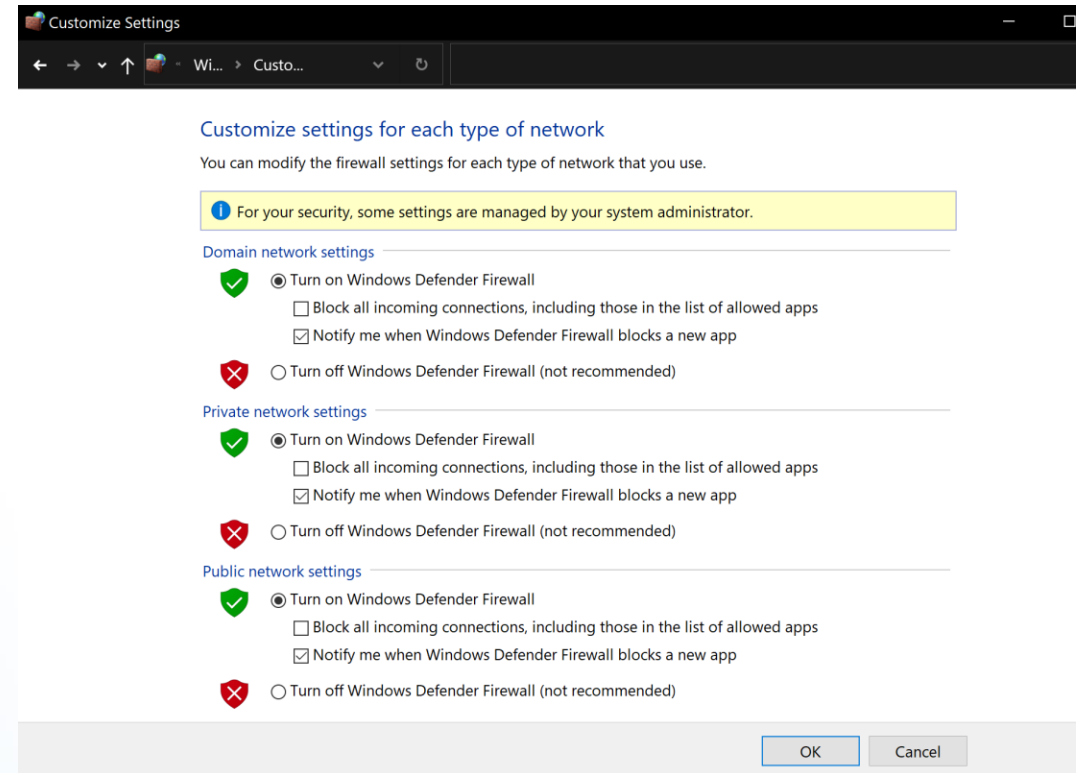 Customize Settings
Wi... > Custo...
Customize settings for each type of network
You can modify the firewall settings for each type of network that you use.
For your security, some settings are managed by your system administrator.
Domain network settings
Turn on Windows Defender Firewall
Block all incoming connections, including those in the list of allowed apps
Notify me when Windows Defender Firewall blocks a new app
Turn off Windows Defender Firewall (not recommended)
Private network settings
Turn on Windows Defender Firewall
Block all incoming connections, including those in the list of allowed apps
Notify me when Windows Defender Firewall blocks a new app
Turn off Windows Defender Firewall (not recommended)
Public network settings
Turn on Windows Defender Firewall
Block all incoming connections, including those in the list of allowed apps
Notify me when Windows Defender Firewall blocks a new app
Turn off Windows Defender Firewall (not recommended)
OK Cancel